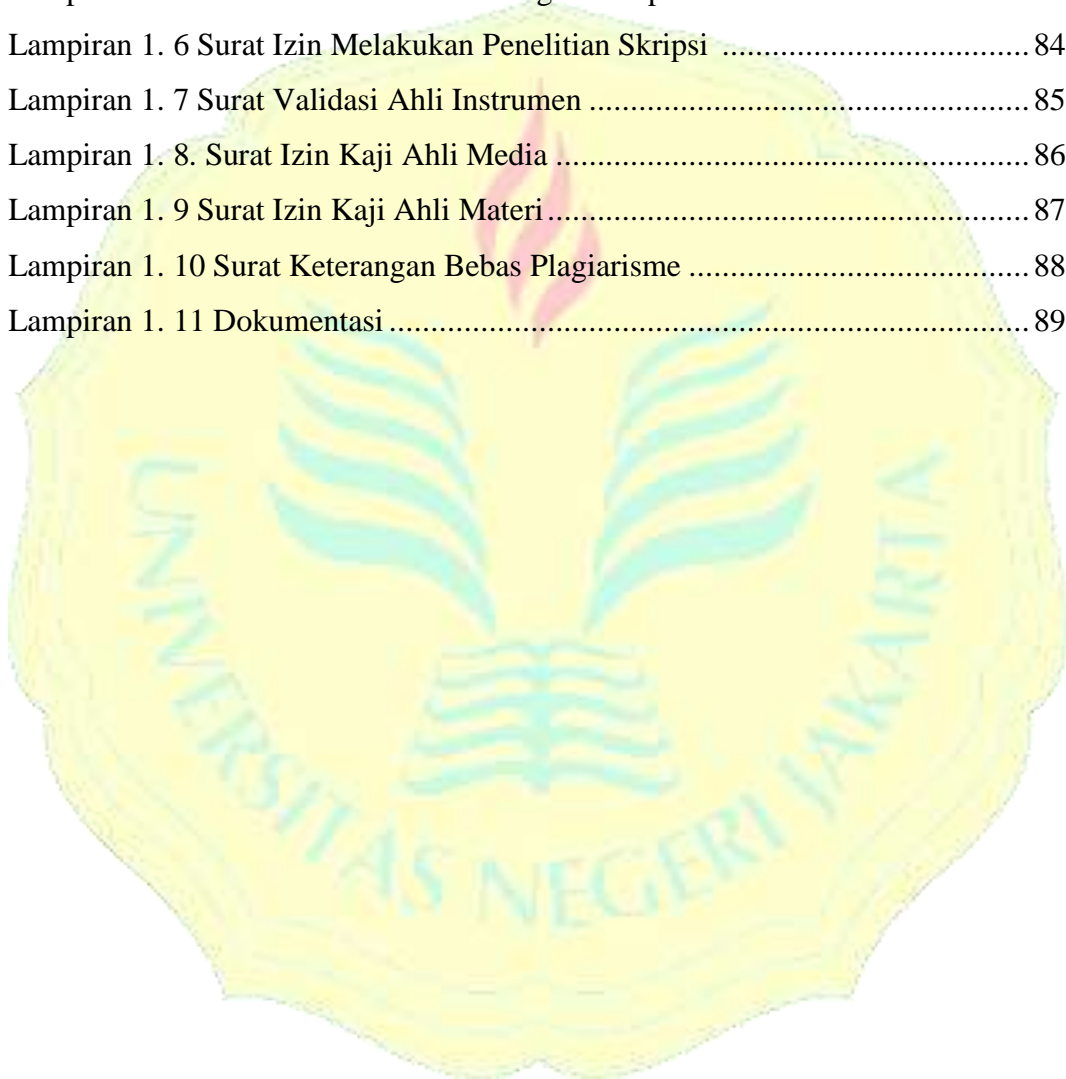 Lampiran 1. 6 Surat Izin Melakukan Penelitian Skripsi ................................... 84
Lampiran 1. 7 Surat Validasi Ahli Instrumen ..................................................... 85
Lampiran 1. 8. Surat Izin Kaji Ahli Media ......................................................... 86
Lampiran 1. 9 Surat Izin Kaji Ahli Materi .......................................................... 87
Lampiran 1. 10 Surat Keterangan Bebas Plagiarisme ......................................... 88
Lampiran 1. 11 Dokumentasi .............................................................................. 89
UNIVERSITAS NEGERI JAKARTA